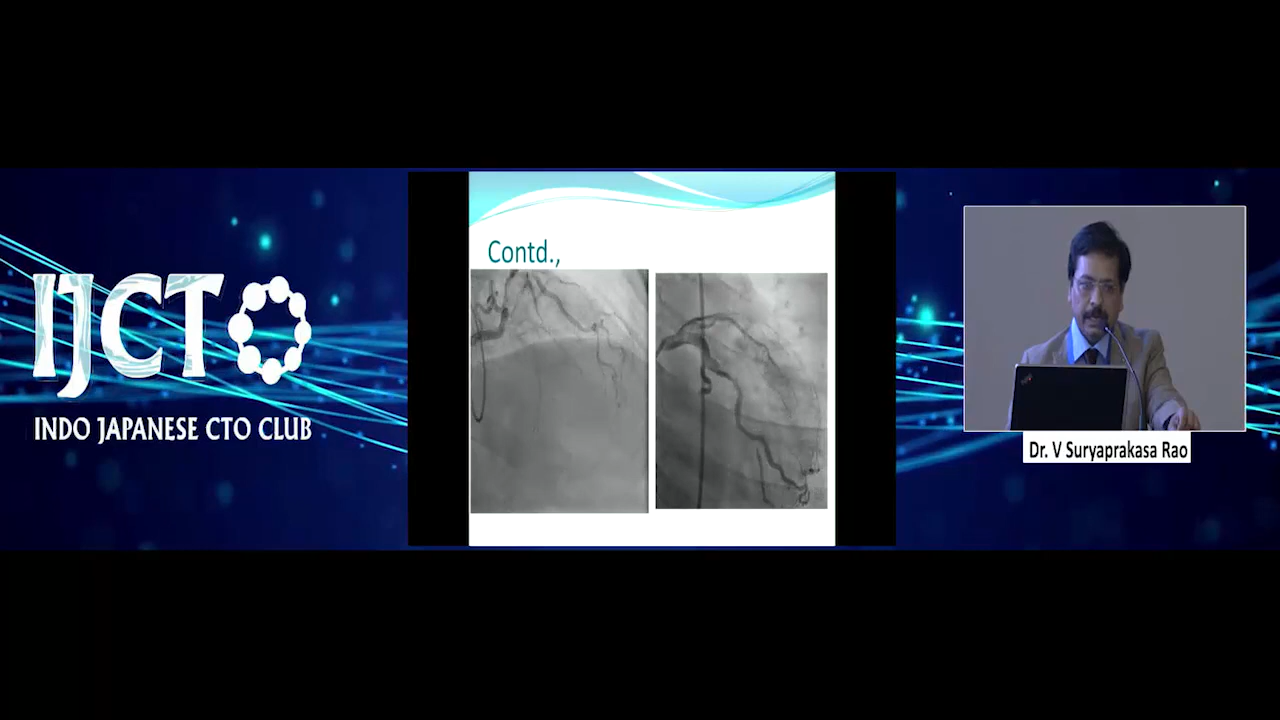 IJCTO
INDO JAPANESE CTO CLUB
Contd.,
Dr. V Suryaprakasa Rao